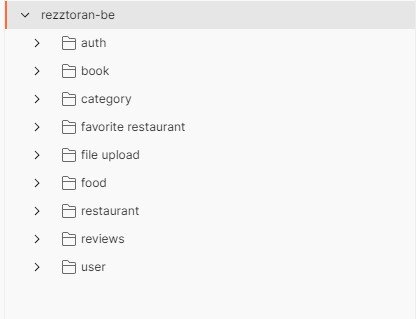 rezztoran-be
auth
book
category
favorite restaurant
file upload
food
restaurant
reviews
user